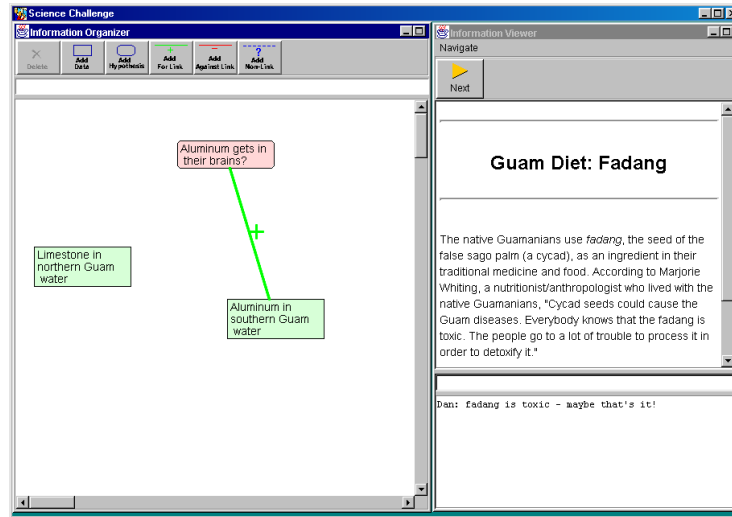 Science Challenge
Information Organizer
Delete
Add Data
Add Hypothesis
Add For Link
Add Against Link
Add Non-Link
Aluminum gets in
their brains?
Limestone in
northern Guam
water
Aluminum in
southern Guam
water
Information Viewer
Navigate
Next
Guam Diet: Fadang
The native Guamanians use fadang, the seed of the
false sago palm (a cycad), as an ingredient in their
traditional medicine and food. According to Marjorie
Whiting, a nutritionist/anthropologist who lived with the
native Guamanians, "Cycad seeds could cause the
Guam diseases. Everybody knows that the fadang is
toxic. The people go to a lot of trouble to process it in
order to detoxify it."
Dan: fadang is toxic - maybe that's it!